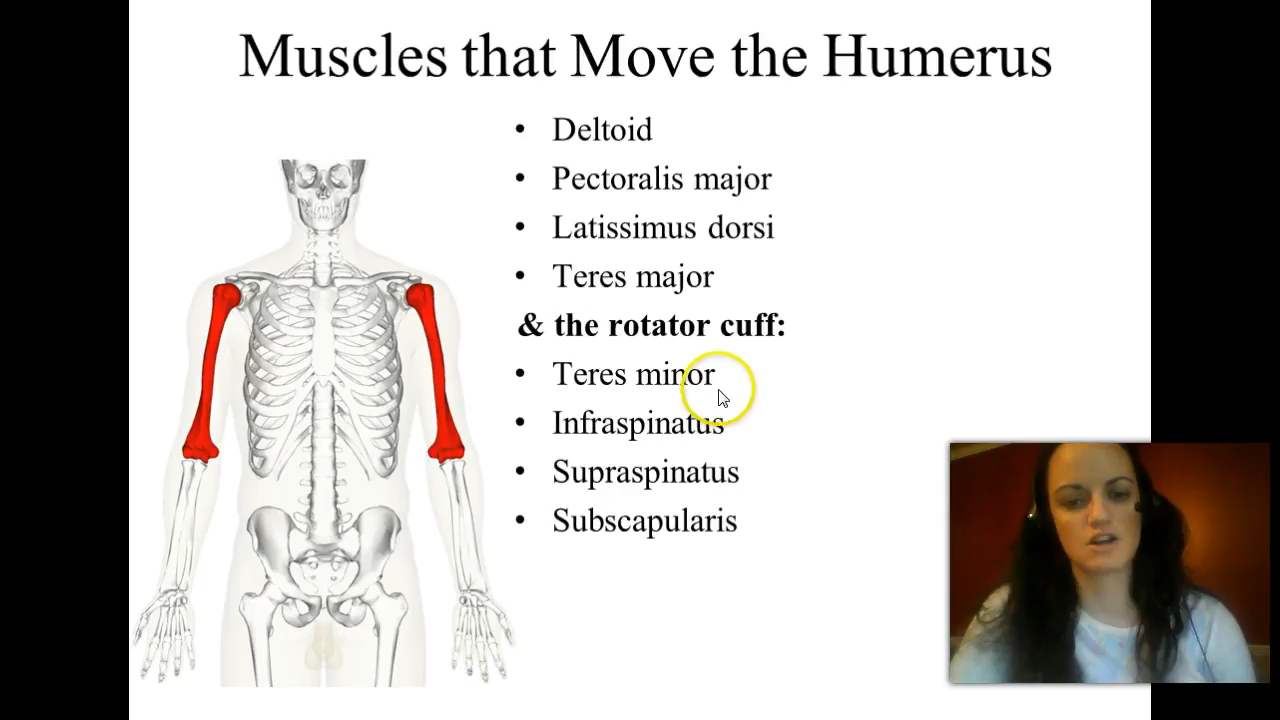 Muscles that Move the Humerus
• Deltoid
• Pectoralis major
• Latissimus dorsi
• Teres major
& the rotator cuff:
• Teres minor
• Infraspinatus
• Supraspinatus
• Subscapularis